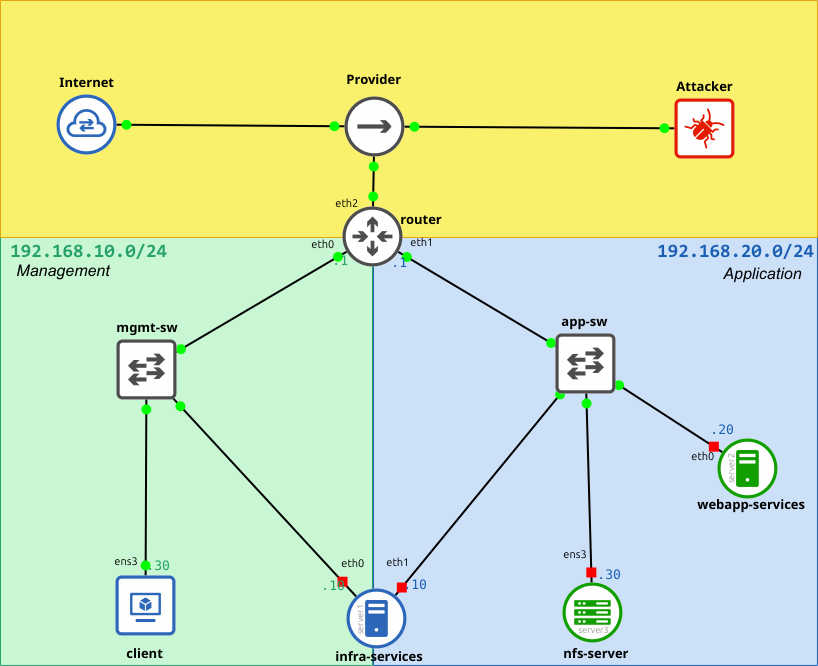 Internet
Provider
Attacker
eth2
router
eth0
eth1
.1
.1
192.168.10.0/24
Management
192.168.20.0/24
Application
mgmt-sw
app-sw
.20
eth0
server2
webapp-services
ens3
.30
client
eth0
eth1
.10
.10
server1
infra-services
ens3
.30
server3
nfs-server